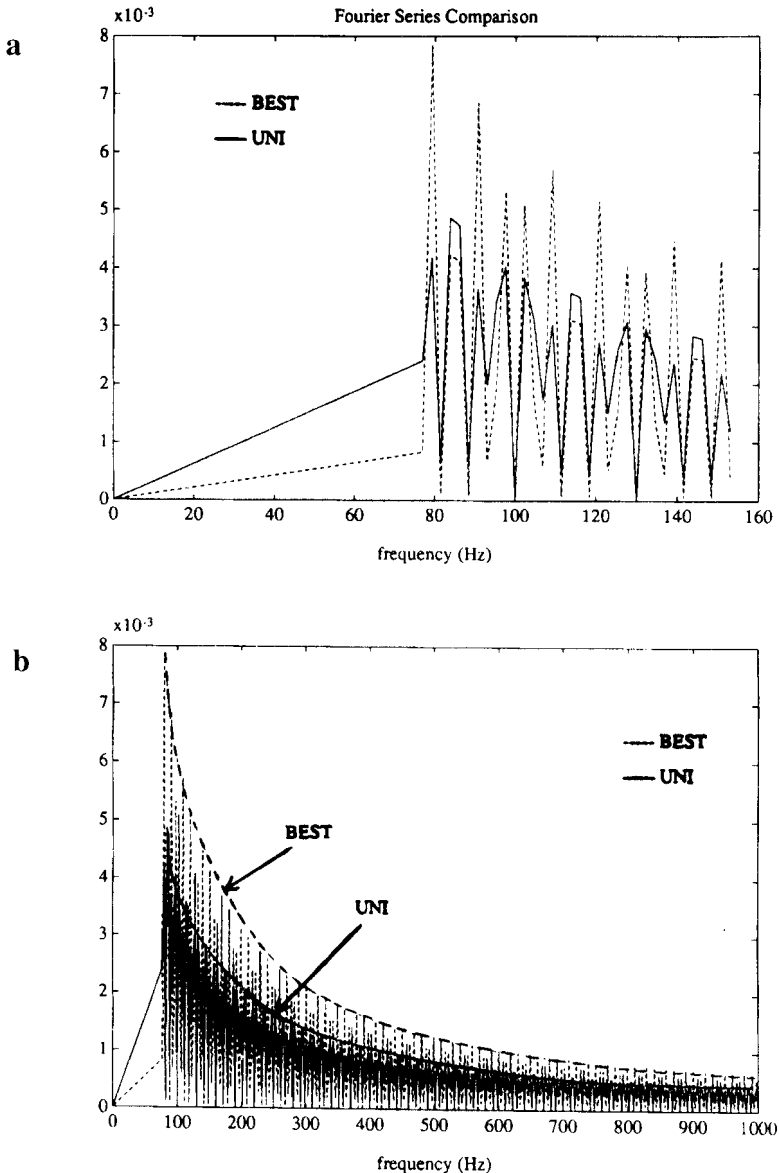 a
x10-3
Fourier Series Comparison
8
7
6
5
4
3
2
1
0
BEST
UNI
0 20 40 60 80 100 120 140 160
frequency (Hz)
b
x10-3
8
7
6
5
4
3
2
1
0
BEST
UNI
BEST
UNI
0 100 200 300 400 500 600 700 800 900 1000
frequency (Hz)